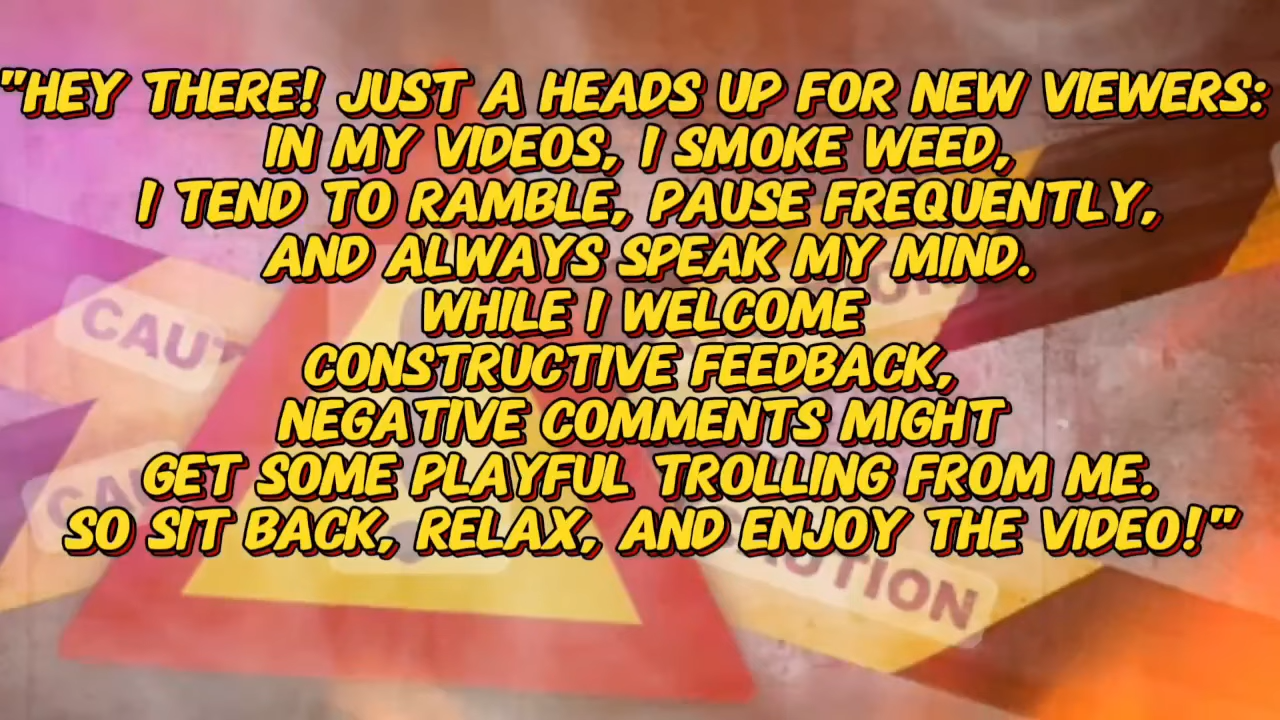 "HEY THERE! JUST A HEADS UP FOR NEW VIEWERS:
IN MY VIDEOS, I SMOKE WEED,
I TEND TO RAMBLE, PAUSE FREQUENTLY,
AND ALWAYS SPEAK MY MIND.
WHILE I WELCOME
CONSTRUCTIVE FEEDBACK,
NEGATIVE COMMENTS MIGHT
GET SOME PLAYFUL TROLLING FROM ME.
SO SIT BACK, RELAX, AND ENJOY THE VIDEO!"